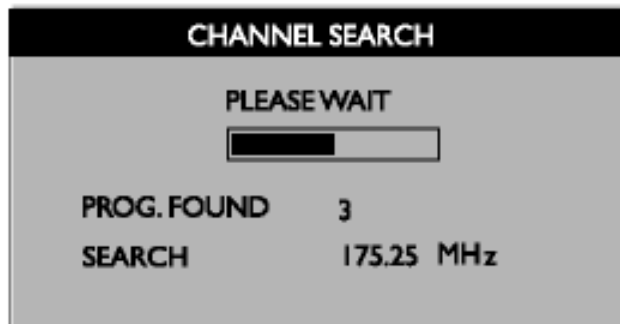 CHANNEL SEARCH
PLEASE WAIT
PROG. FOUND 3
SEARCH 175.25 MHz